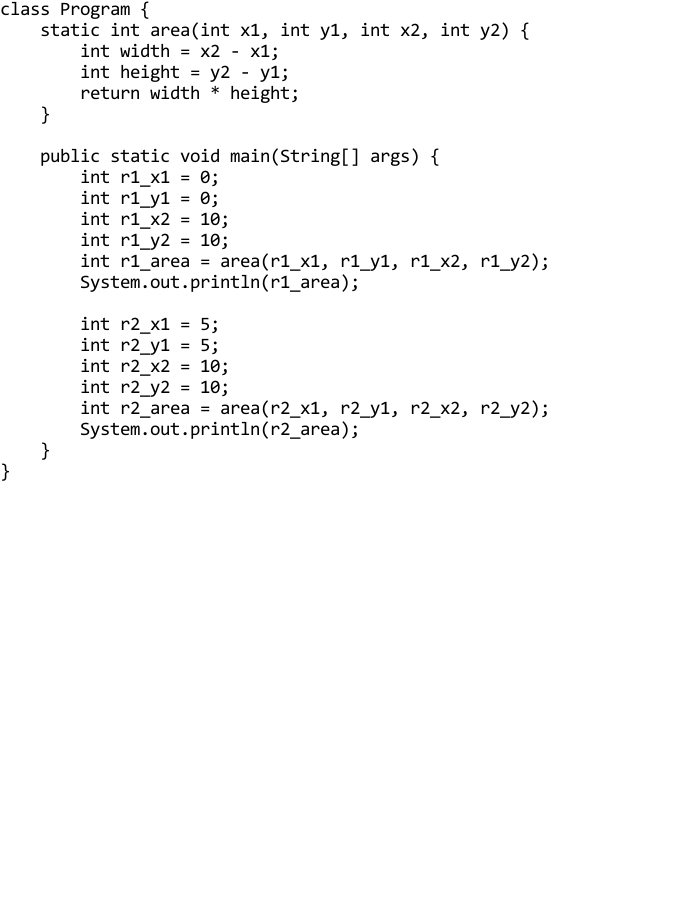 class Program {
    static int area(int x1, int y1, int x2, int y2) {
        int width = x2 - x1;
        int height = y2 - y1;
        return width * height;
    }

    public static void main(String[] args) {
        int r1_x1 = 0;
        int r1_y1 = 0;
        int r1_x2 = 10;
        int r1_y2 = 10;
        int r1_area = area(r1_x1, r1_y1, r1_x2, r1_y2);
        System.out.println(r1_area);

        int r2_x1 = 5;
        int r2_y1 = 5;
        int r2_x2 = 10;
        int r2_y2 = 10;
        int r2_area = area(r2_x1, r2_y1, r2_x2, r2_y2);
        System.out.println(r2_area);
    }
}